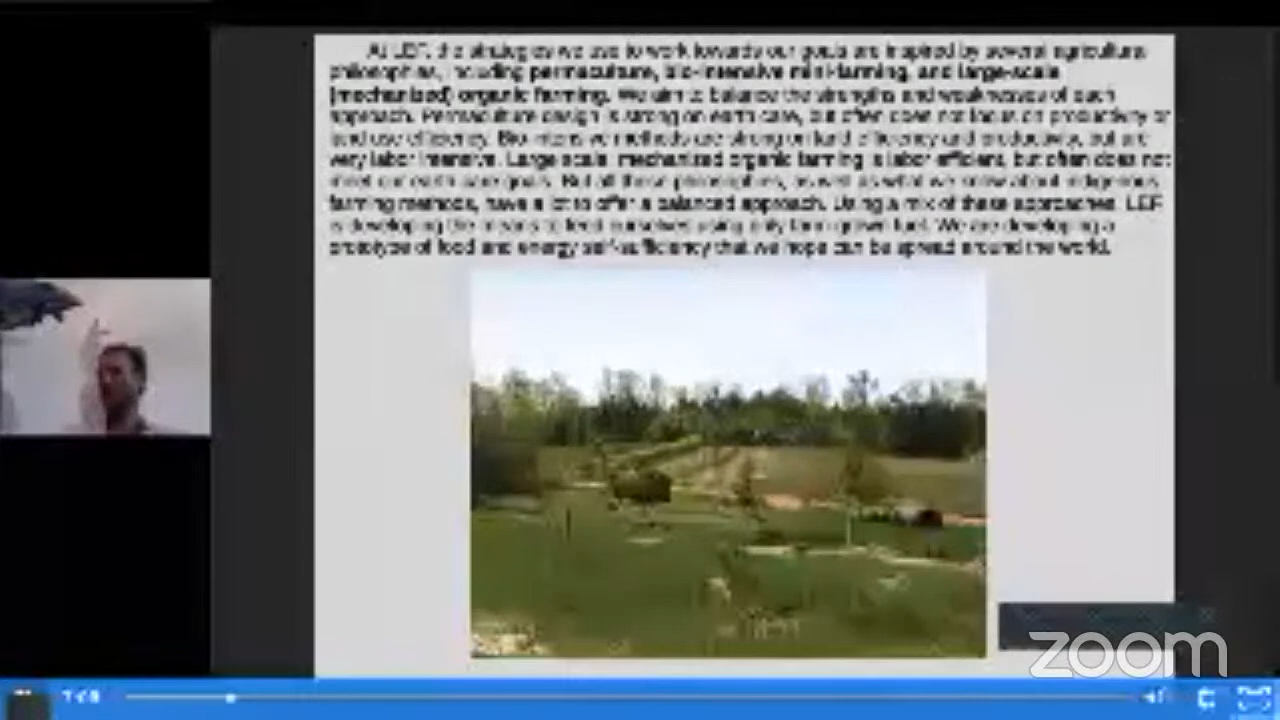 At LEF, the strategies we use to work towards our goals are inspired by several agricultural
philosophies, including permaculture, bio-intensive mini-farming, and large-scale
(mechanized) organic farming. We aim to balance the strengths and weaknesses of each
approach. Permaculture design is strong on earth care, but often does not focus on productivity or
land use efficiency. Bio-intensive methods are strong on land efficiency and productivity, but are
very labor intensive. Large scale, mechanized organic farming is labor efficient, but often does not
meet our earth care goals. But all these philosophies, as well as what we know about indigenous
farming methods, have a lot to offer a balanced approach. Using a mix of these approaches, LEF
is developing the means to feed ourselves using only farm grown fuel. We are developing a
prototype of food and energy self-sufficiency that we hope can be spread around the world.
zoom